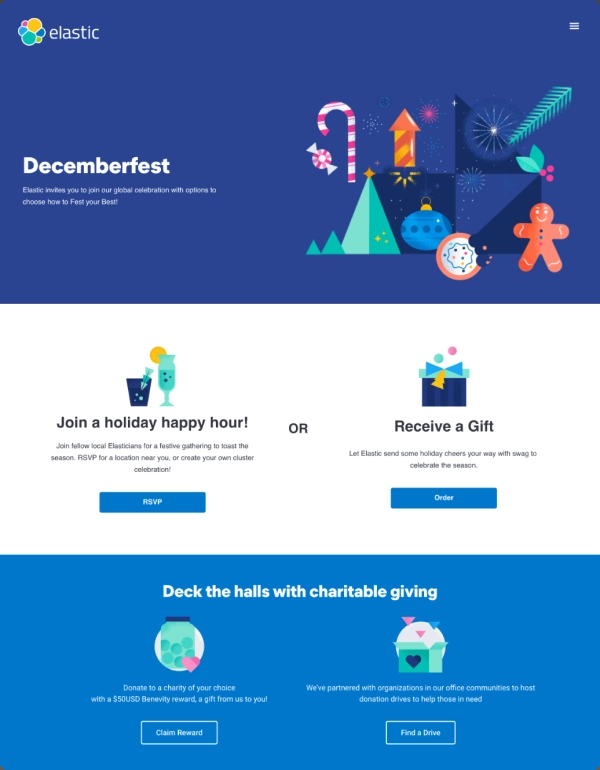 elastic
Decemberfest
Elastic invites you to join our global celebration with options to
choose how to Fest your Best!
Join a holiday happy hour!
Join fellow local Elasticians for a festive gathering to toast the
season. RSVP for a location near you, or create your own cluster
celebration!
RSVP
OR
Receive a Gift
Let Elastic send some holiday cheers your way with swag to
celebrate the season.
Order
Deck the halls with charitable giving
Donate to a charity of your choice
with a $50USD Benevity reward, a gift from us to you!
Claim Reward
We've partnered with organizations in our office communities to host
donation drives to help those in need
Find a Drive